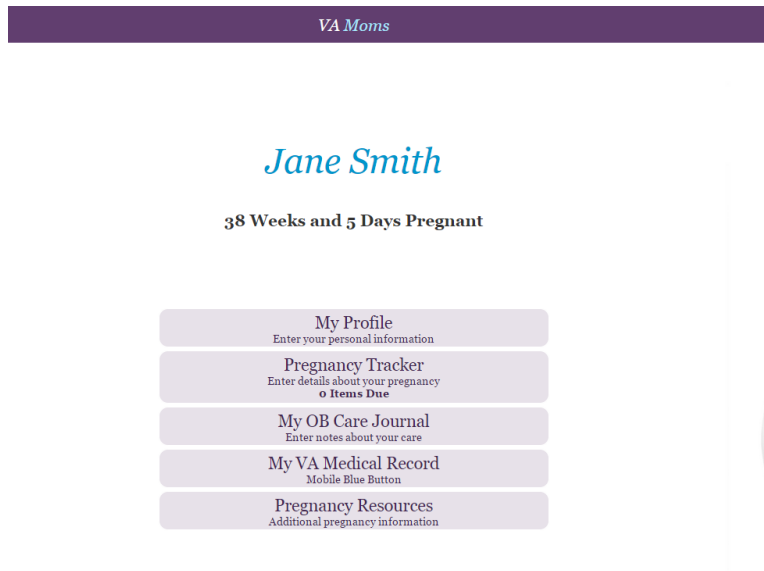 VA Moms
Jane Smith
38 Weeks and 5 Days Pregnant
My Profile
Enter your personal information
Pregnancy Tracker
Enter details about your pregnancy
0 Items Due
My OB Care Journal
Enter notes about your care
My VA Medical Record
Mobile Blue Button
Pregnancy Resources
Additional pregnancy information